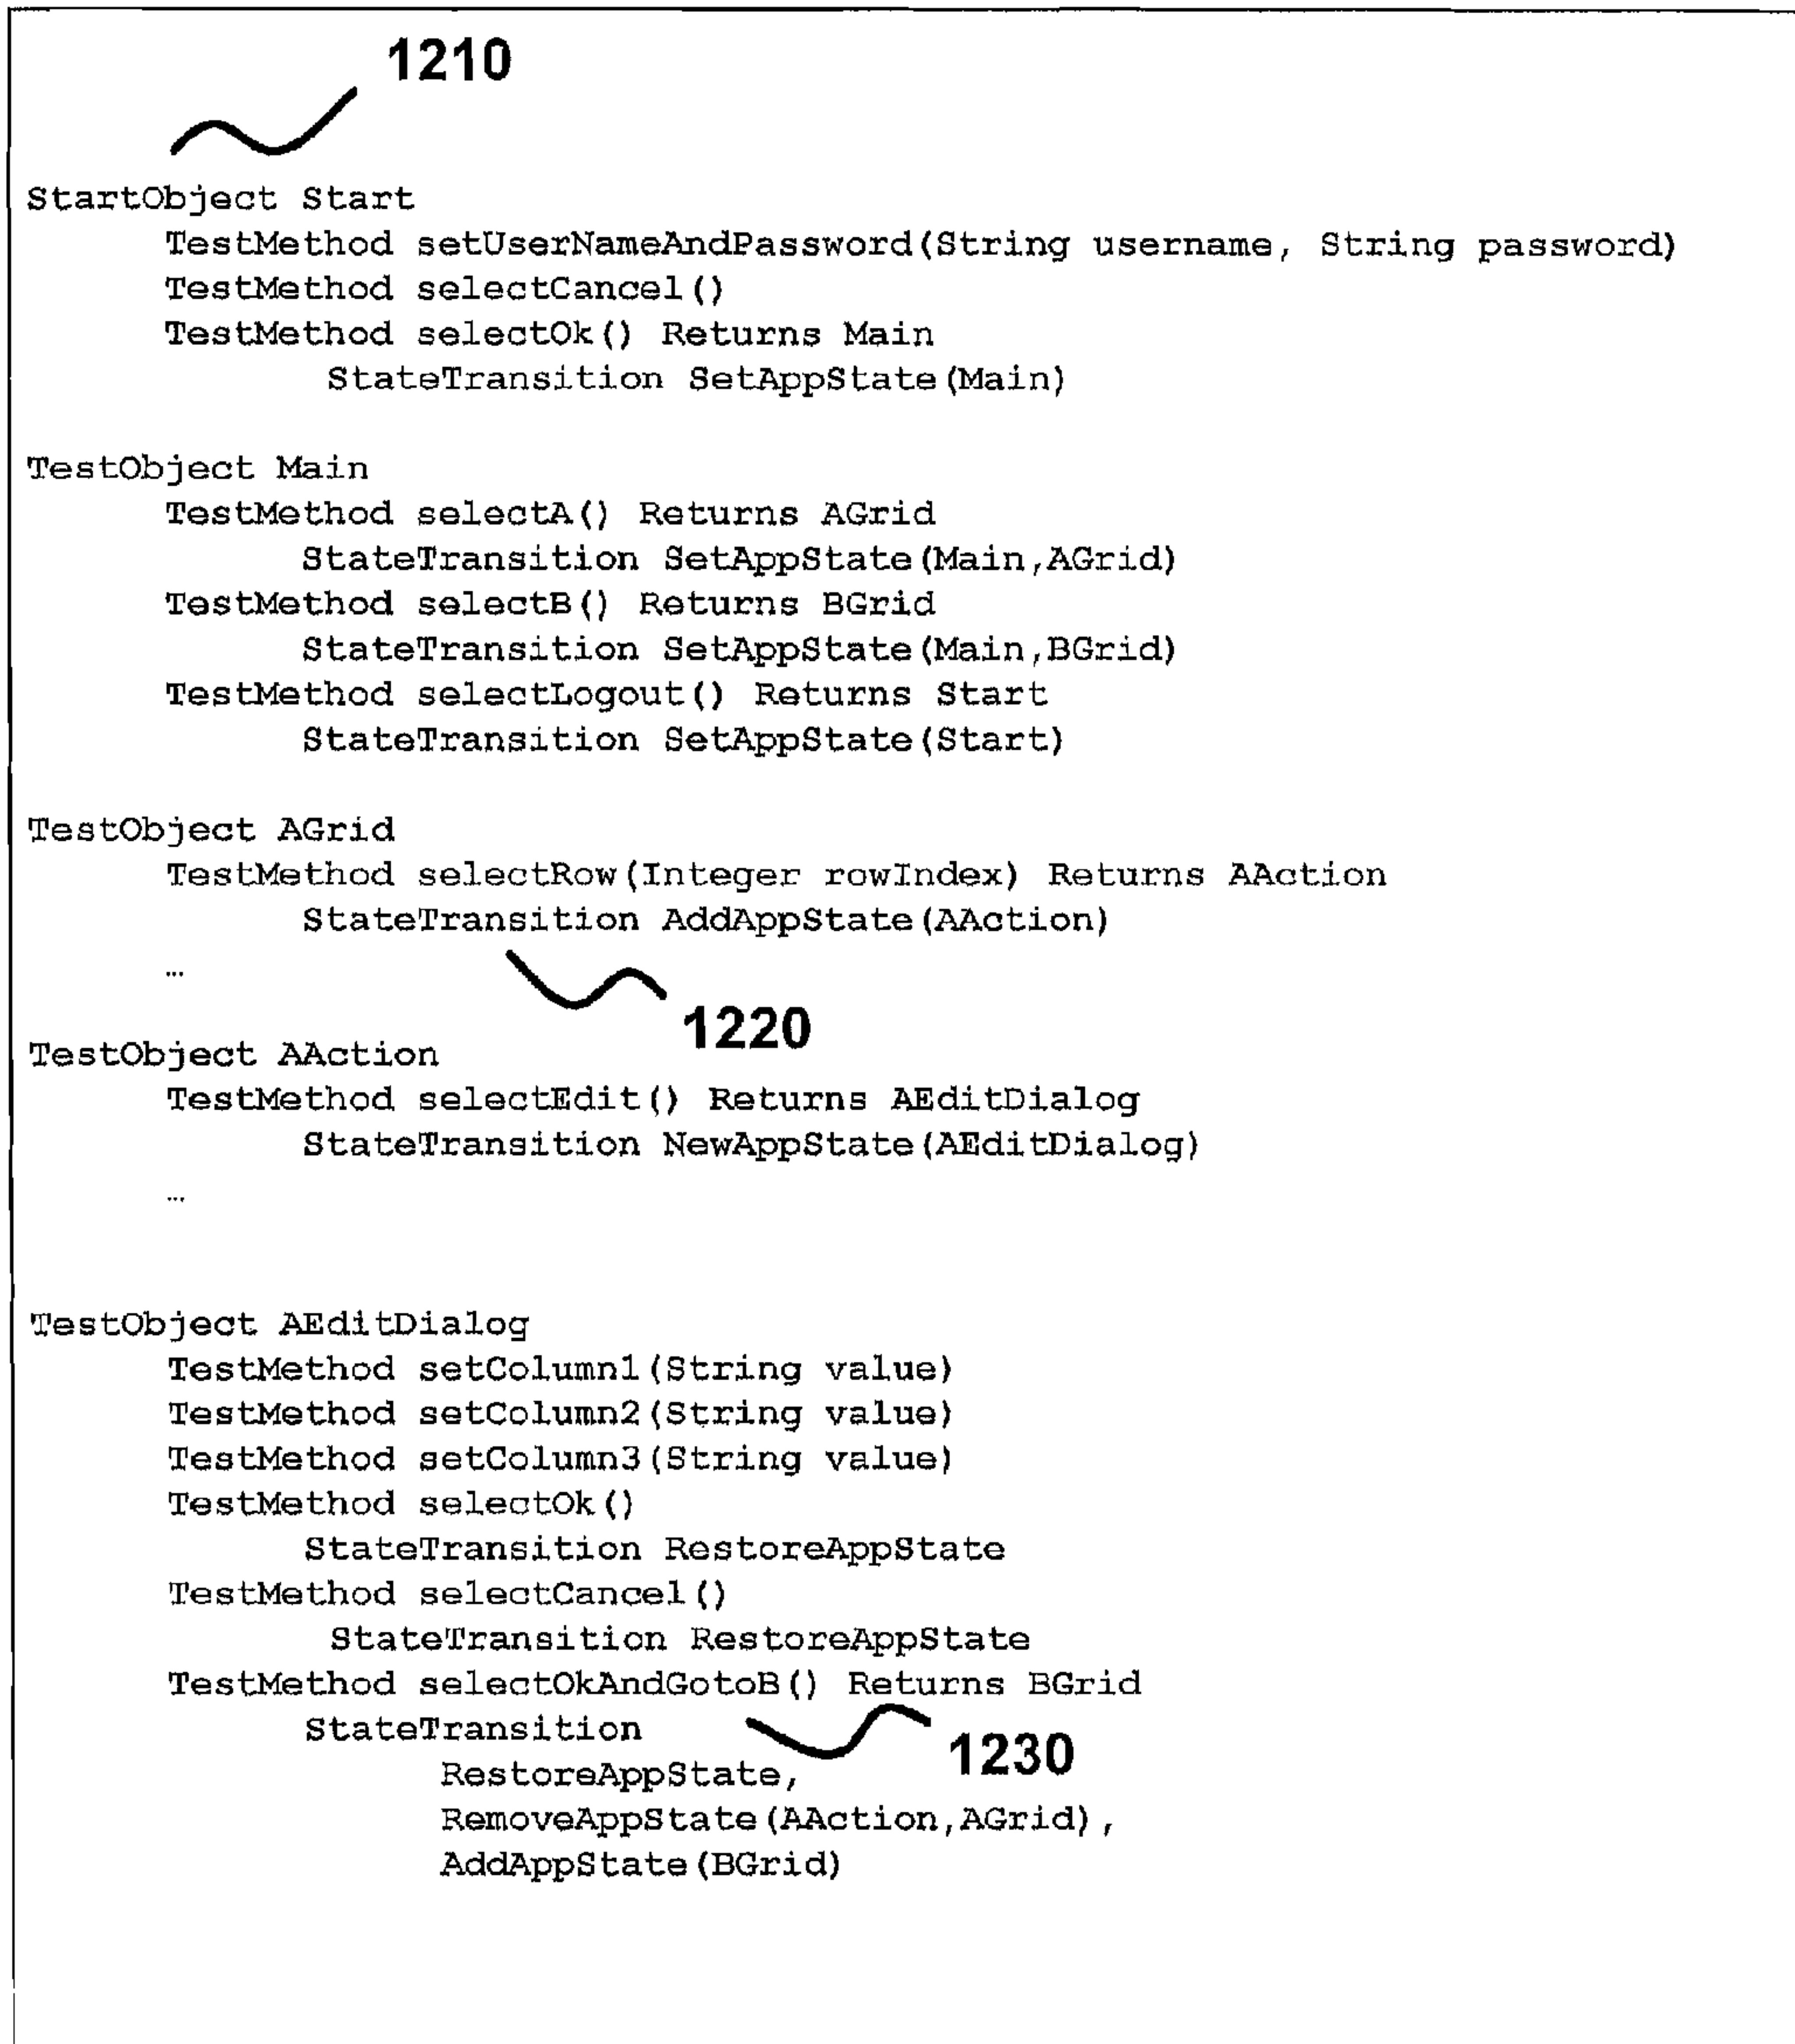 1210
StartObject Start
TestMethod setUserNameAndPassword(String username, String password)
TestMethod selectCancel()
TestMethod selectOk() Returns Main
StateTransition SetAppState(Main)
TestObject Main
TestMethod selectA() Returns AGrid
StateTransition SetAppState(Main,AGrid)
TestMethod selectB() Returns BGrid
StateTransition SetAppState(Main,BGrid)
TestMethod selectLogout() Returns Start
StateTransition SetAppState(Start)
TestObject AGrid
TestMethod selectRow(Integer rowIndex) Returns AAction
StateTransition AddAppState(AAction)
…
1220
TestObject AAction
TestMethod selectEdit() Returns AEditDialog
StateTransition NewAppState(AEditDialog)
…
TestObject AEditDialog
TestMethod setColumn1(String value)
TestMethod setColumn2(String value)
TestMethod setColumn3(String value)
TestMethod selectOk()
StateTransition RestoreAppState
TestMethod selectCancel()
StateTransition RestoreAppState
TestMethod selectOkAndGotoB() Returns BGrid
StateTransition
1230
RestoreAppState,
RemoveAppState(AAction,AGrid),
AddAppState(BGrid)